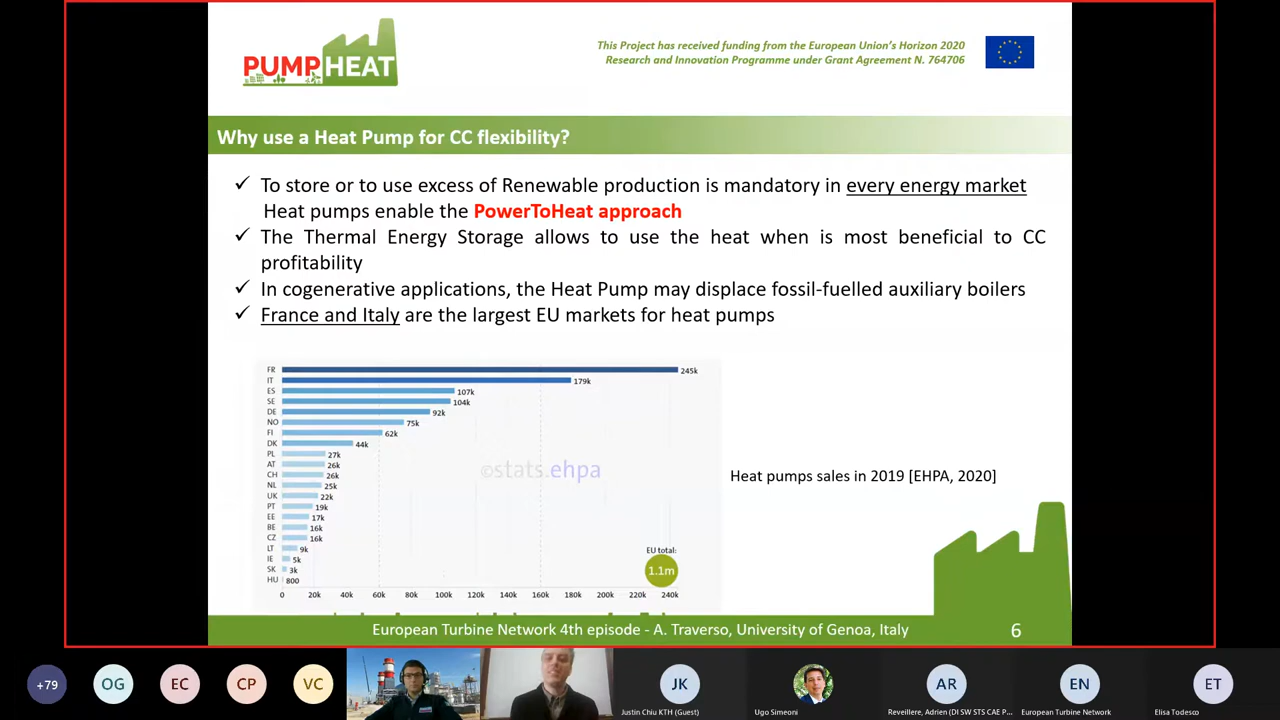 PUMPHEAT
This Project has received funding from the European Union's Horizon 2020
Research and Innovation Programme under Grant Agreement N. 764706
Why use a Heat Pump for CC flexibility?
✓ To store or to use excess of Renewable production is mandatory in every energy market
Heat pumps enable the PowerToHeat approach
✓ The Thermal Energy Storage allows to use the heat when is most beneficial to CC
profitability
✓ In cogenerative applications, the Heat Pump may displace fossil-fuelled auxiliary boilers
✓ France and Italy are the largest EU markets for heat pumps
FR 245k
IT 179k
ES 107k
SE 104k
DE 92k
NO 75k
FI 62k
DK 44k
PL 27k
AT 26k
CH 26k
NL 25k
UK 22k
PT 19k
EE 17k
BE 16k
CZ 16k
LT 9k
IE 5k
SK 3k
HU 800
©stats.ehpa
EU total:
1.1m
0 20k 40k 60k 80k 100k 120k 140k 160k 180k 200k 220k 240k
Heat pumps sales in 2019 [EHPA, 2020]
European Turbine Network 4th episode - A. Traverso, University of Genoa, Italy
6
+79 OG EC CP VC JK AR EN ET
Justin Chiu KTH (Guest)
Ugo Simeoni
Reveillere, Adrien (DI SW STS CAE P...
European Turbine Network
Elisa Todesco